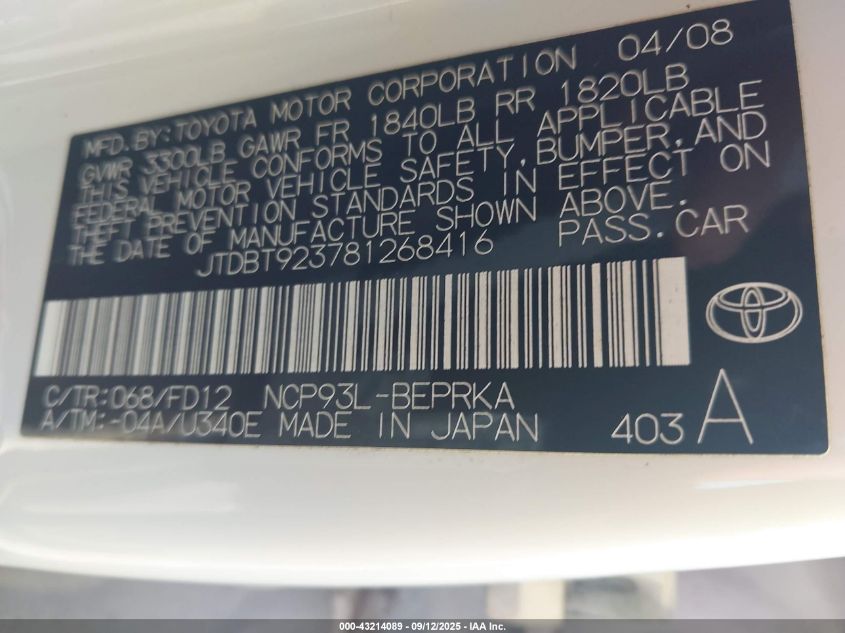 MFD.BY:TOYOTA MOTOR CORPORATION 04/08
GVWR 3300LB GAWR FR 1840LB RR 1820LB
THIS VEHICLE CONFORMS TO ALL APPLICABLE
FEDERAL MOTOR VEHICLE SAFETY,BUMPER,AND
THEFT PREVENTION STANDARDS IN EFFECT ON
THE DATE OF MANUFACTURE SHOWN ABOVE.
JTDBT923781268416 PASS.CAR
C/TR:068/FD12 NCP93L-BEPRKA
A/TM:-04A/U340E MADE IN JAPAN 403 A
000-43214089 - 09/12/2025 - IAA Inc.